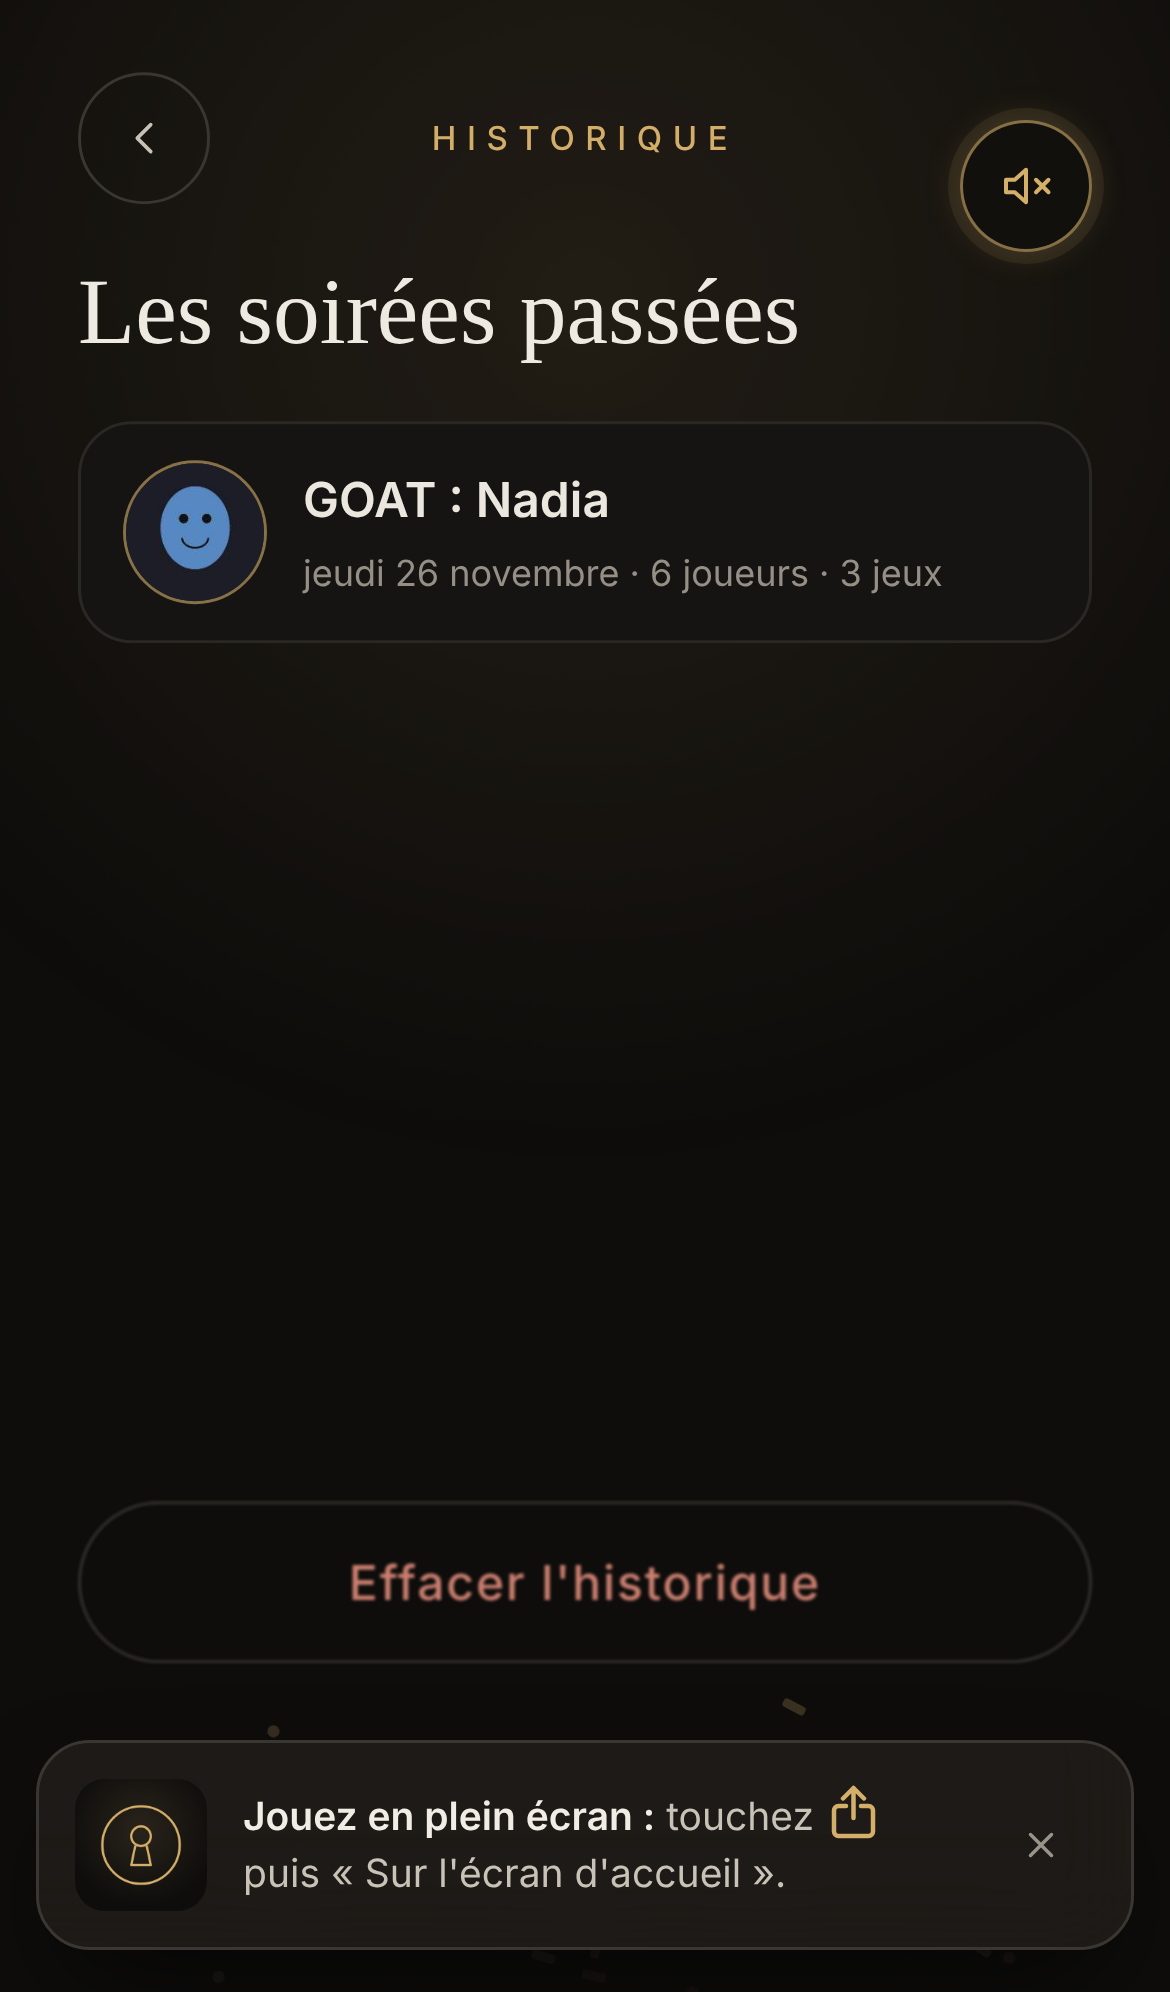 HISTORIQUE
Les soirées passées
GOAT : Nadia
jeudi 26 novembre · 6 joueurs · 3 jeux
Effacer l'historique
Jouez en plein écran : touchez
puis « Sur l'écran d'accueil ».